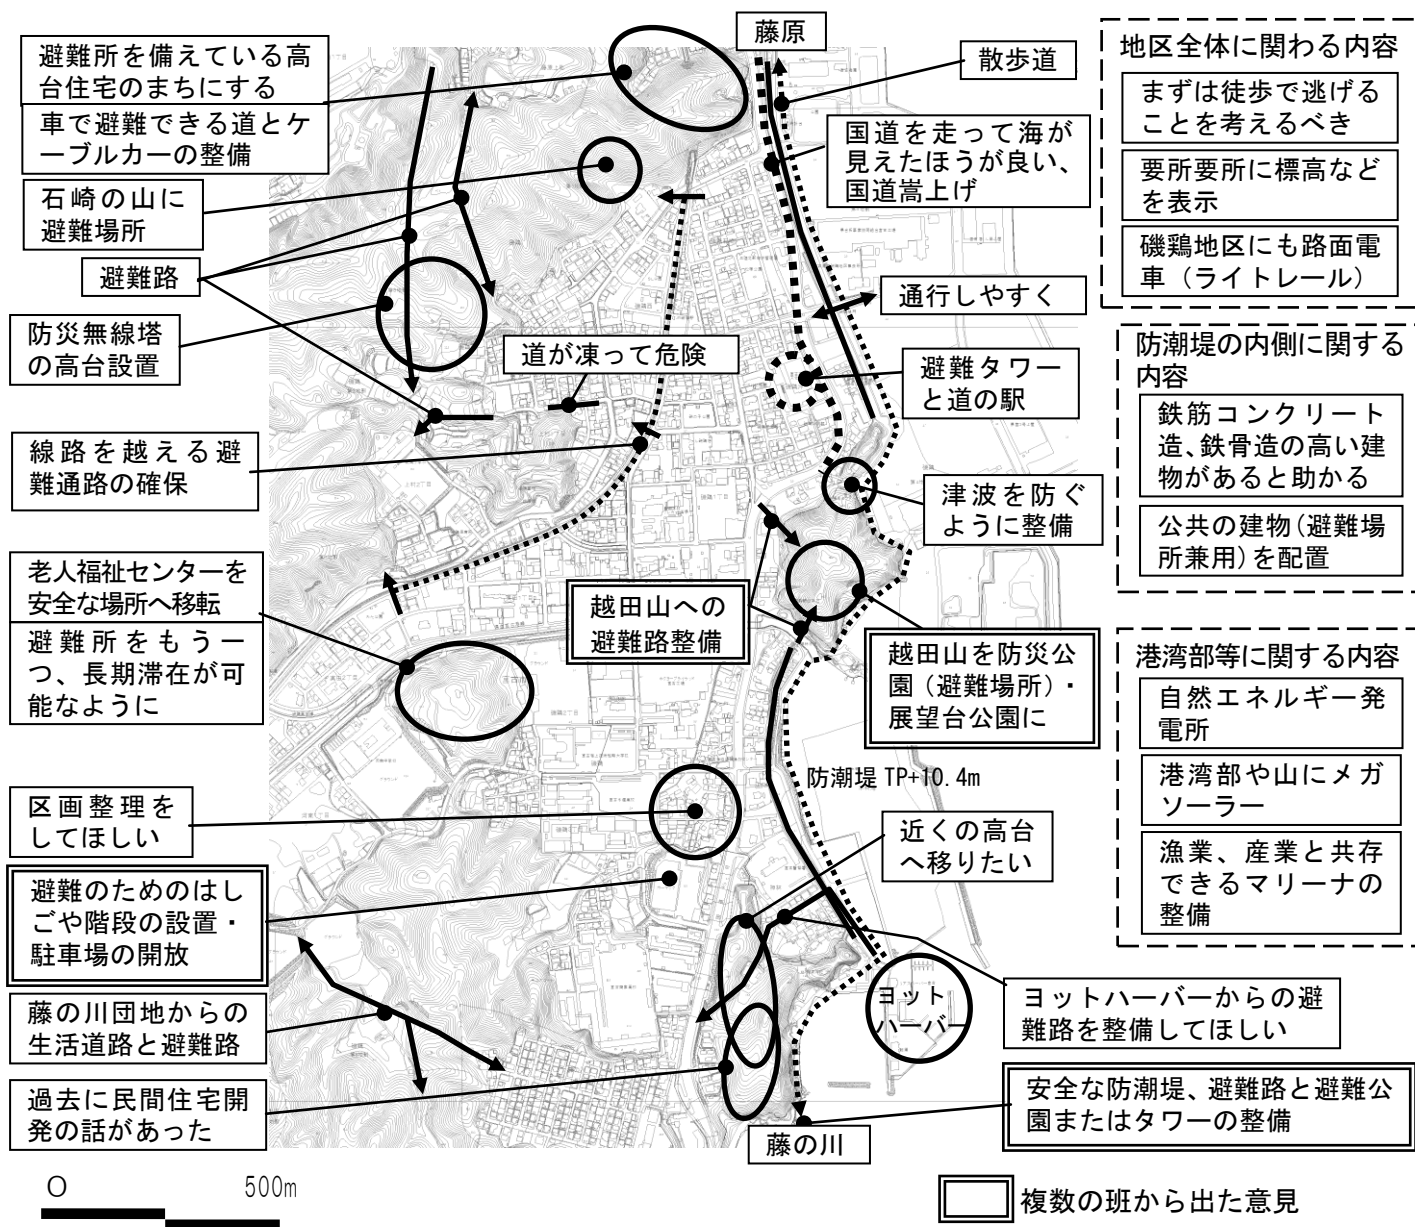 避難所を備えている高
台住宅のまちにする
車で避難できる道とケ
ーブルカーの整備
石崎の山に
避難場所
避難路
防災無線塔
の高台設置
線路を越える避
難通路の確保
老人福祉センターを
安全な場所へ移転
避難所をもう一
つ、長期滞在が可
能なように
区画整理を
してほしい
避難のためのはし
ごや階段の設置・
駐車場の開放
藤の川団地からの
生活道路と避難路
過去に民間住宅開
発の話があった
藤原
散歩道
国道を走って海が
見えたほうが良い、
国道嵩上げ
通行しやすく
道が凍って危険
避難タワー
と道の駅
津波を防ぐ
ように整備
越田山への
避難路整備
越田山を防災公
園（避難場所）・
展望台公園に
防潮堤 TP+10.4m
近くの高台
へ移りたい
ヨット
ハーバー
ヨットハーバーからの避
難路を整備してほしい
安全な防潮堤、避難路と避難公
園またはタワーの整備
藤の川
地区全体に関わる内容
まずは徒歩で逃げる
ことを考えるべき
要所要所に標高など
を表示
磯鶏地区にも路面電
車（ライトレール）
防潮堤の内側に関する
内容
鉄筋コンクリート
造、鉄骨造の高い建
物があると助かる
公共の建物（避難場
所兼用）を配置
港湾部等に関する内容
自然エネルギー発
電所
港湾部や山にメガ
ソーラー
漁業、産業と共存
できるマリーナの
整備
0 500m
複数の班から出た意見